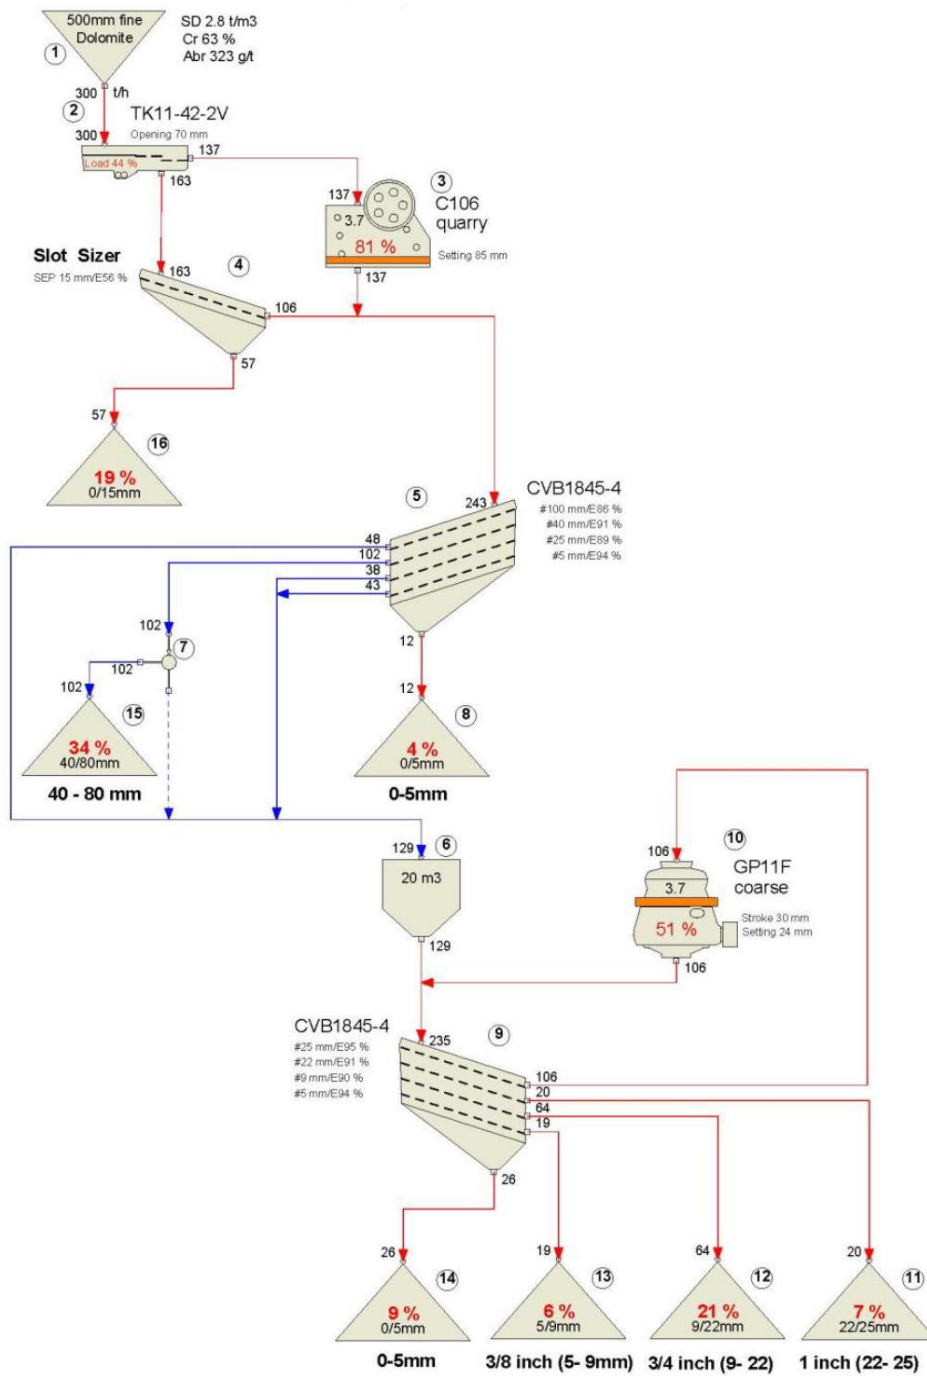 500mm fine
Dolomite
SD 2.8 t/m3
Cr 63 %
Abr 323 g/t
1
300 t/h
2
TK11-42-2V
300
Opening 70 mm
137
Load 44 %
163
3
137
C106
quarry
3.7
81 %
Setting 85 mm
137
Slot Sizer
SEP 15 mm/E56 %
163
4
106
57
57
16
19 %
0/15mm
5
243
CVB1845-4
#100 mm/E86 %
#40 mm/E91 %
#25 mm/E89 %
#5 mm/E94 %
48
102
38
43
102
7
102
12
102
15
34 %
40/80mm
40 - 80 mm
12
8
4 %
0/5mm
0-5mm
129
6
20 m3
129
10
106
GP11F
coarse
3.7
Stroke 30 mm
Setting 24 mm
51 %
106
CVB1845-4
#25 mm/E95 %
#22 mm/E91 %
#9 mm/E90 %
#5 mm/E94 %
235
9
106
20
64
19
26
26
14
9 %
0/5mm
0-5mm
19
13
6 %
5/9mm
3/8 inch (5- 9mm)
64
12
21 %
9/22mm
3/4 inch (9- 22)
20
11
7 %
22/25mm
1 inch (22- 25)